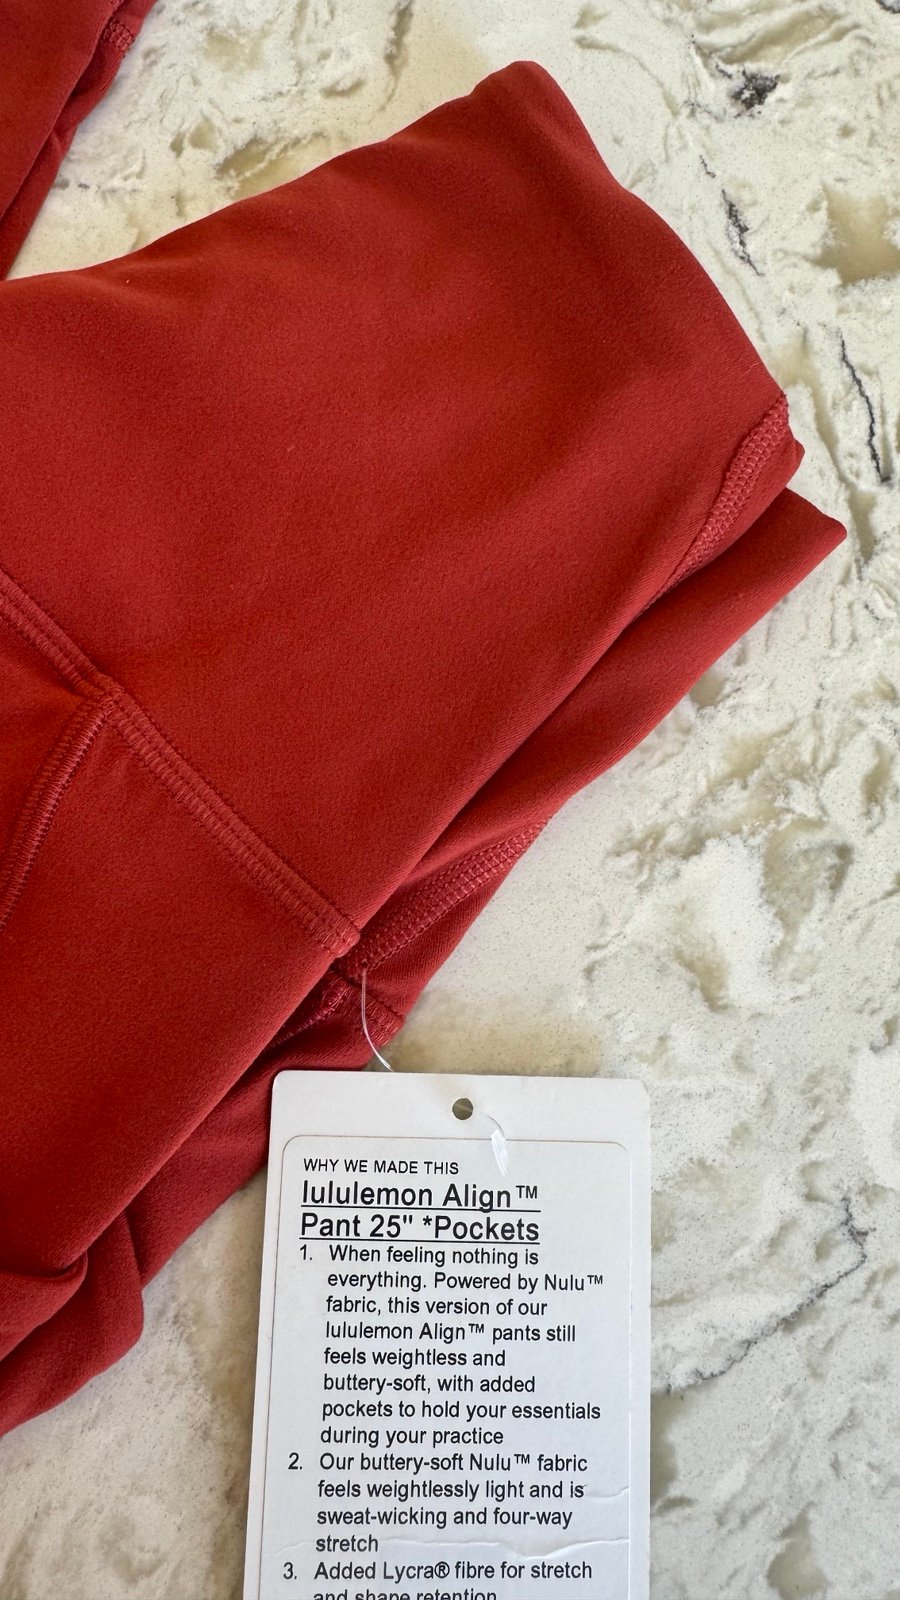 WHY WE MADE THIS
lululemon Align™
Pant 25" *Pockets
1. When feeling nothing is
everything. Powered by Nulu™
fabric, this version of our
lululemon Align™ pants still
feels weightless and
buttery-soft, with added
pockets to hold your essentials
during your practice
2. Our buttery-soft Nulu™ fabric
feels weightlessly light and is
sweat-wicking and four-way
stretch
3. Added Lycra® fibre for stretch
and shape retention